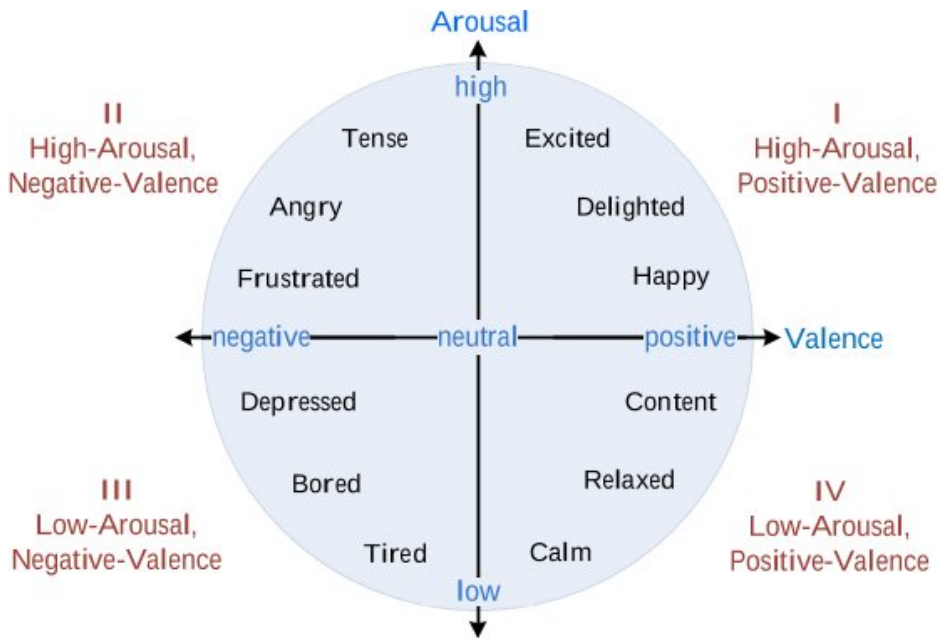 Arousal
high
II
High-Arousal,
Negative-Valence
I
High-Arousal,
Positive-Valence
Tense
Excited
Angry
Delighted
Frustrated
Happy
negative
neutral
positive
Valence
Depressed
Content
Bored
Relaxed
III
Low-Arousal,
Negative-Valence
IV
Low-Arousal,
Positive-Valence
Tired
Calm
low